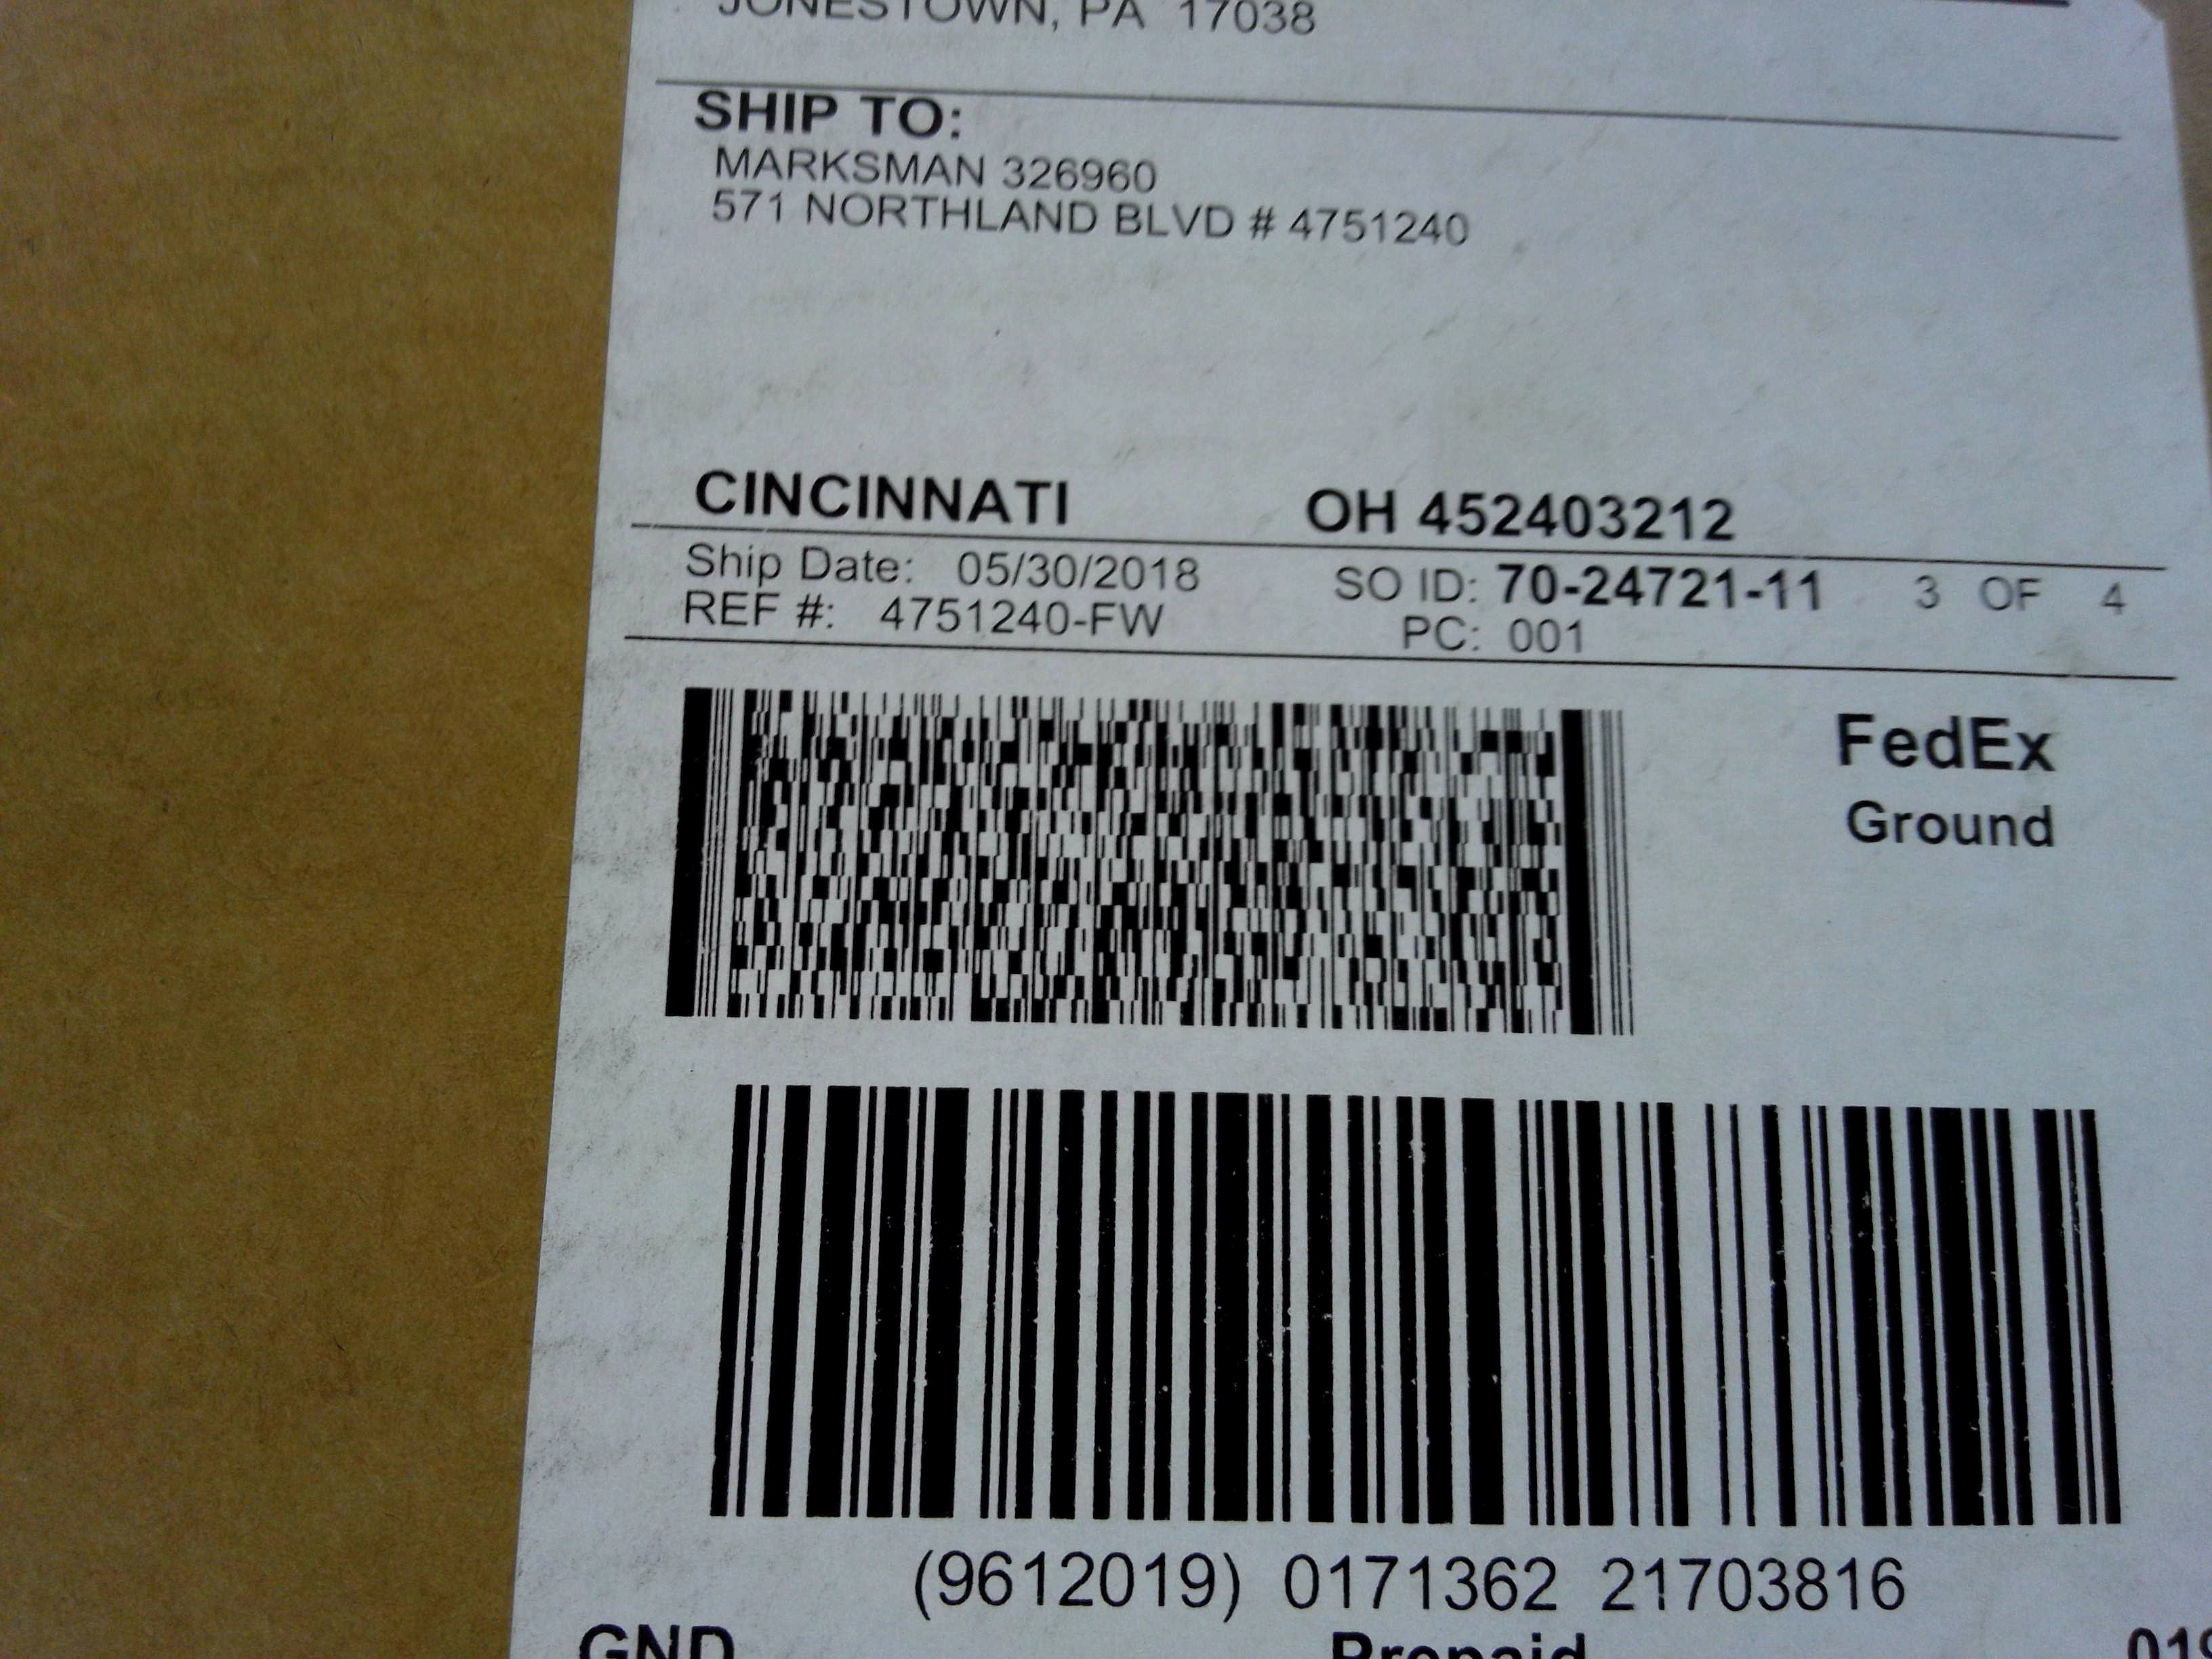 JONESTOWN, PA 17038
SHIP TO:
MARKSMAN 326960
571 NORTHLAND BLVD # 4751240
CINCINNATI OH 452403212
Ship Date: 05/30/2018 SO ID: 70-24721-11 3 OF 4
REF #: 4751240-FW PC: 001
FedEx
Ground
(9612019) 0171362 21703816
GND Prepaid 019